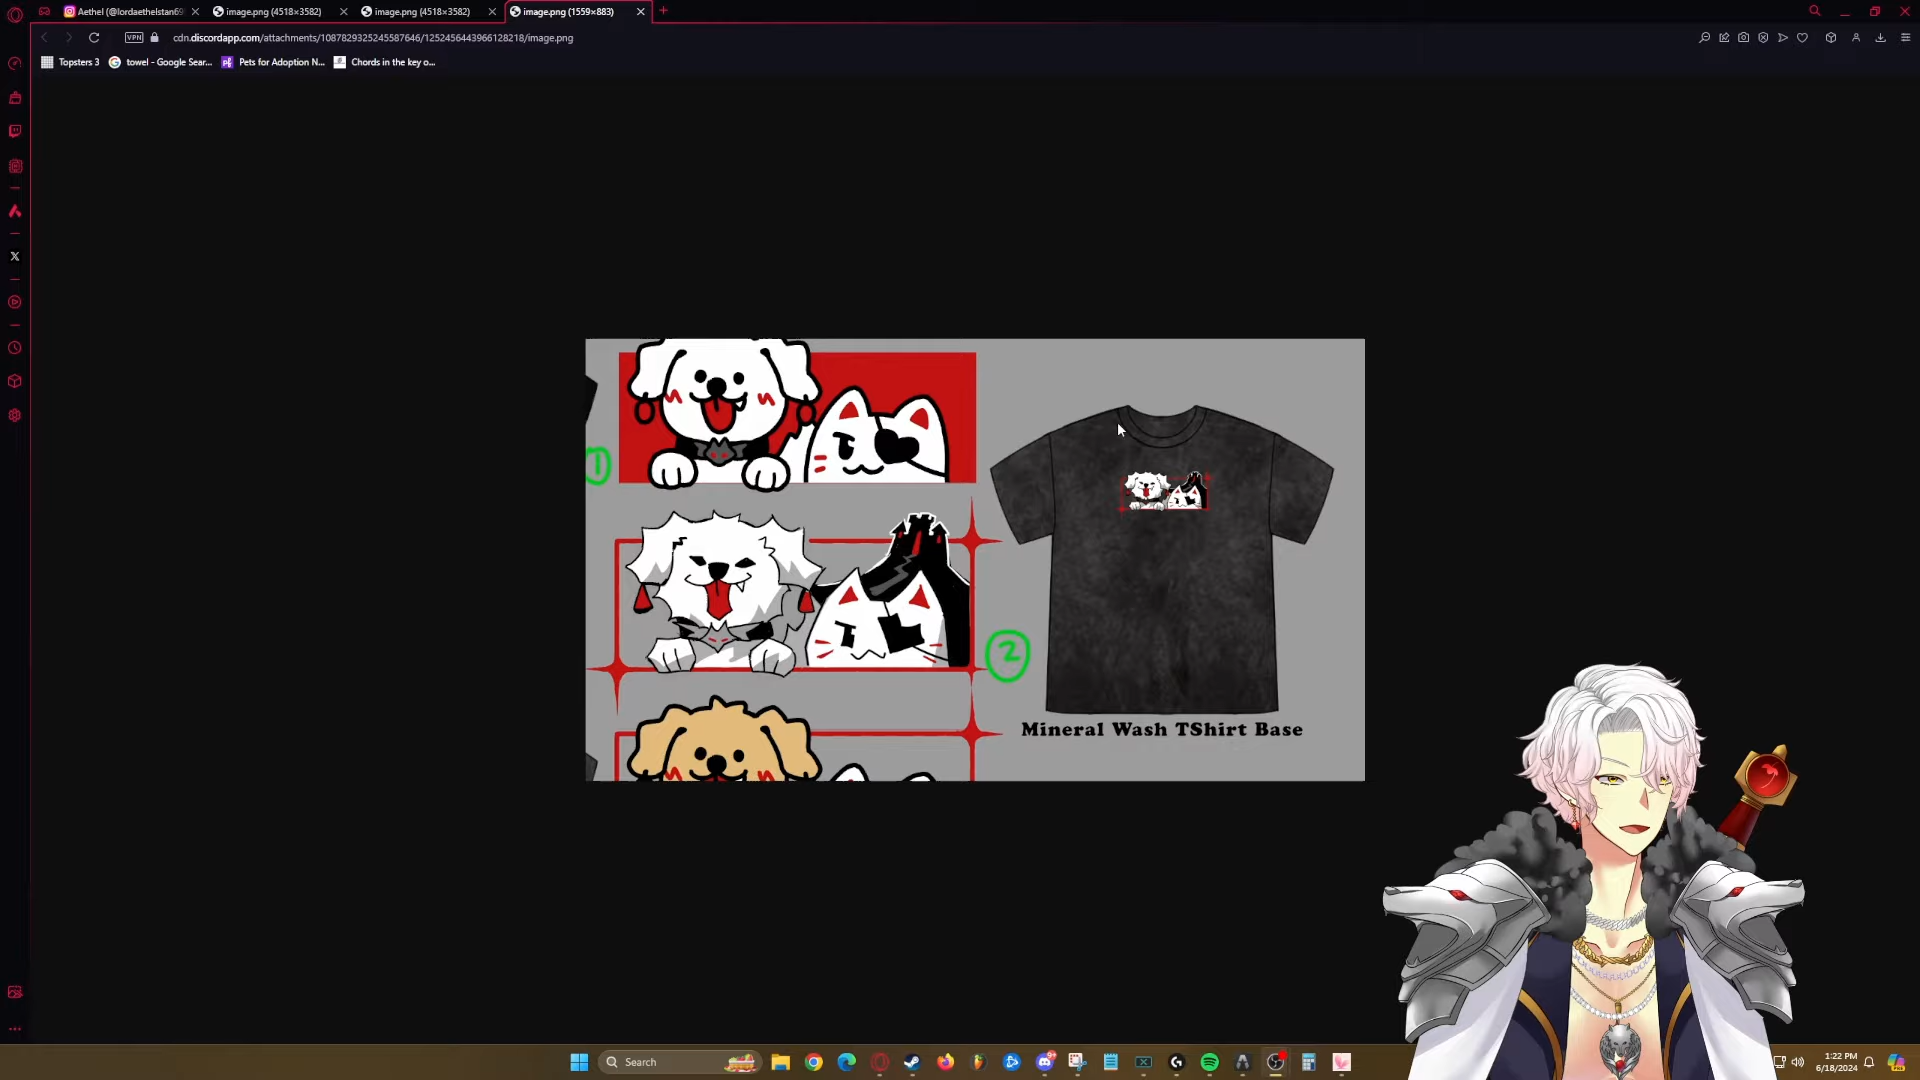 Aethel (@lordaethelstan69
image.png (4518×3582)
image.png (4518×3582)
image.png (1559×883)
VPN
cdn.discordapp.com/attachments/1087829325245587646/1252456443966128218/image.png
Topsters 3
towel - Google Sear...
Pets for Adoption N...
Chords in the key o...
1
2
Mineral Wash TShirt Base
Search
1:22 PM
6/18/2024